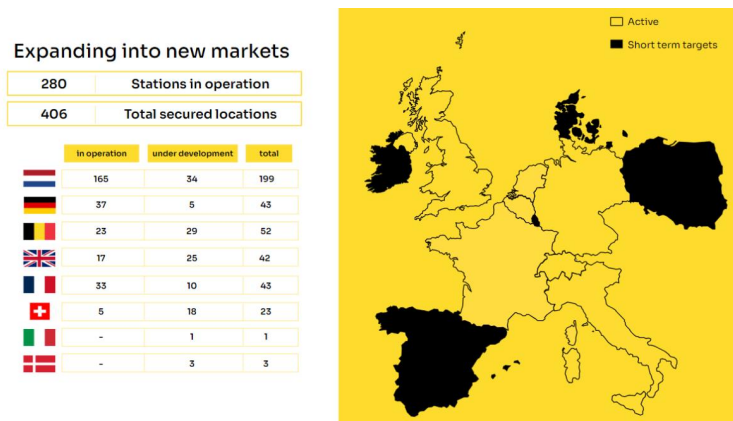 Expanding into new markets
280 Stations in operation
406 Total secured locations
in operation under development total
165 34 199
37 5 43
23 29 52
17 25 42
33 10 43
5 18 23
- 1 1
- 3 3
Active
Short term targets